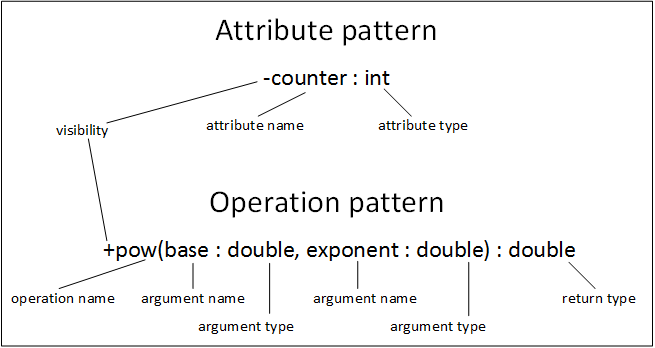 Attribute pattern
-counter : int
visibility
attribute name
attribute type
Operation pattern
+pow(base : double, exponent : double) : double
operation name
argument name
argument name
return type
argument type
argument type